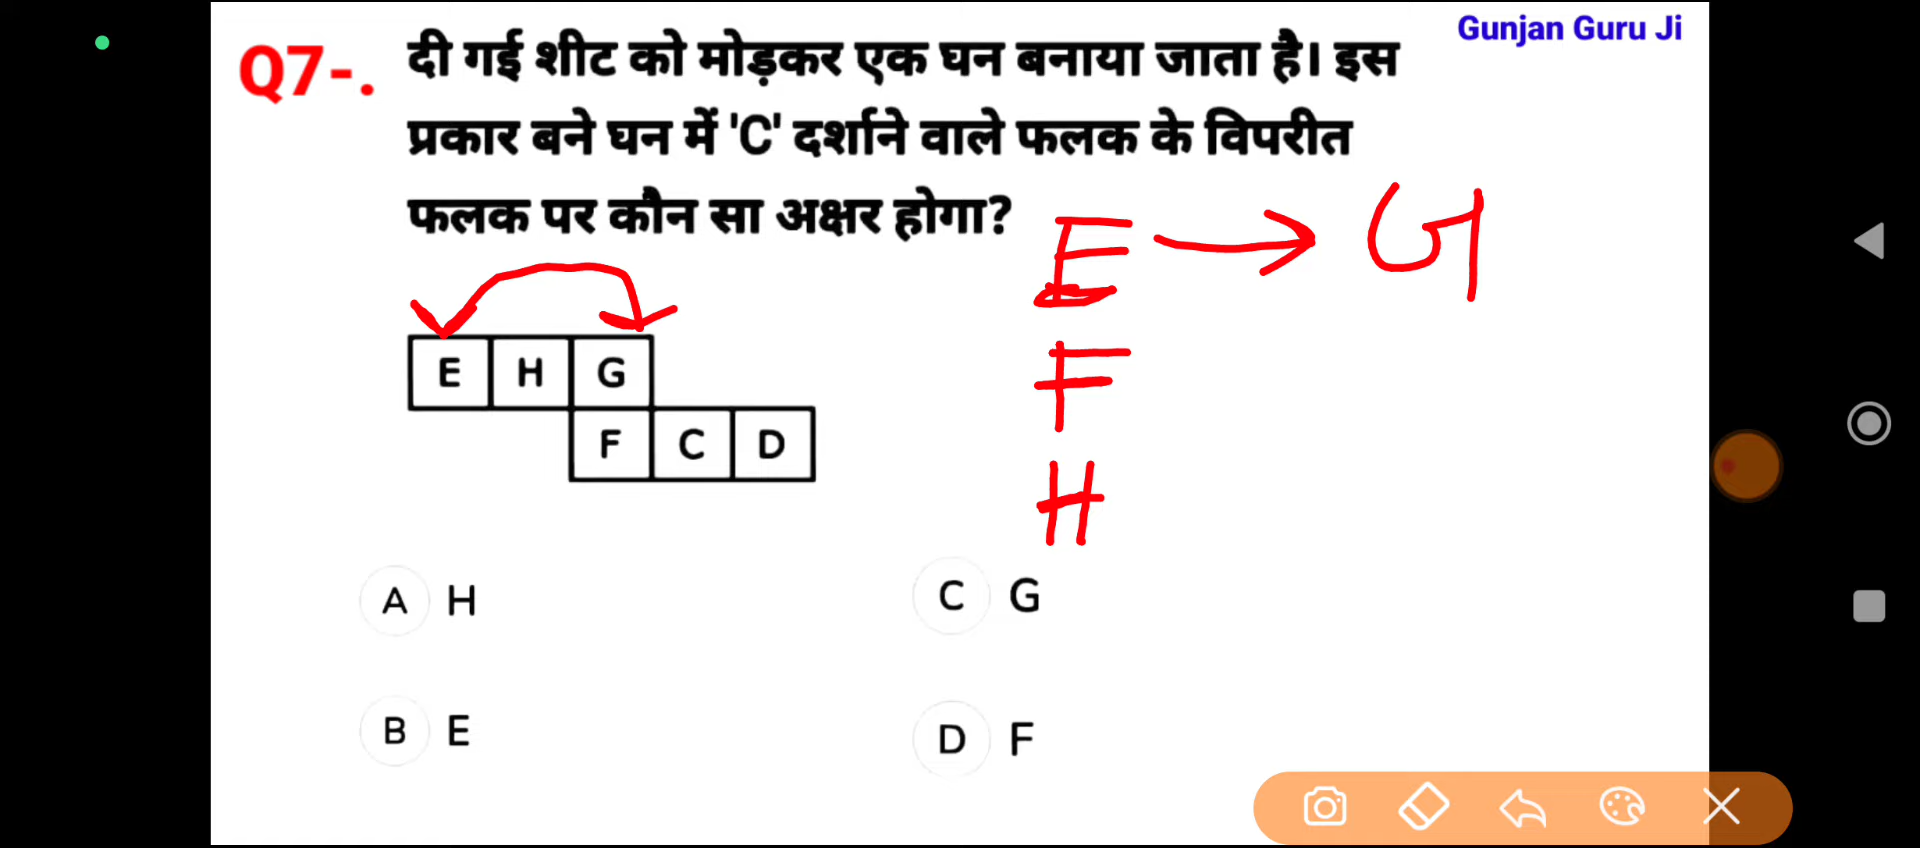 Gunjan Guru Ji
Q7-. दी गई शीट को मोड़कर एक घन बनाया जाता है। इस
प्रकार बने घन में 'C' दर्शाने वाले फलक के विपरीत
फलक पर कौन सा अक्षर होगा?
E → G
F
H
E H G
F C D
A H
C G
B E
D F